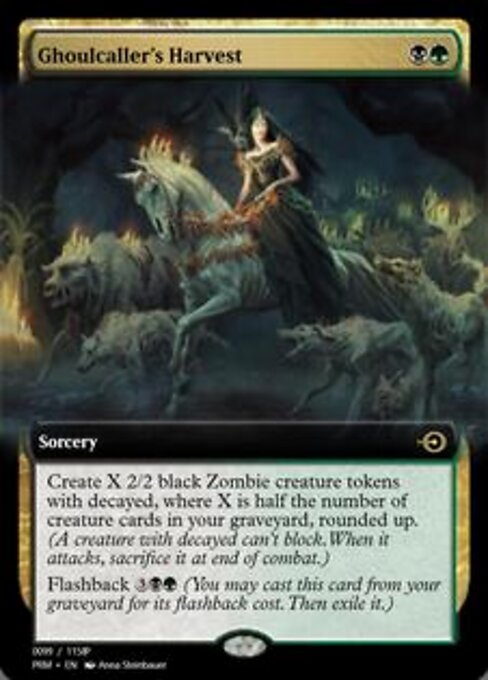 Ghoulcaller's Harvest
Sorcery
Create X 2/2 black Zombie creature tokens
with decayed, where X is half the number of
creature cards in your graveyard, rounded up.
(A creature with decayed can't block. When it
attacks, sacrifice it at end of combat.)
Flashback 3 (You may cast this card from your
graveyard for its flashback cost. Then exile it.)
PRM • EN Anna Steinbauer